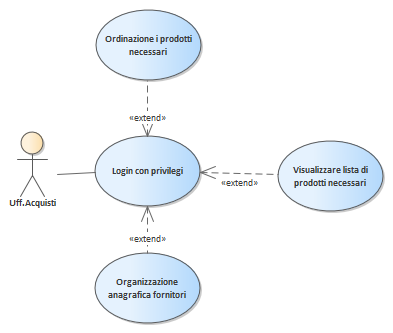 Ordinazione i prodotti
necessari
«extend»
Login con privilegi
Visualizzare lista di
prodotti necessari
«extend»
Uff.Acquisti
«extend»
Organizzazione
anagrafica fornitori